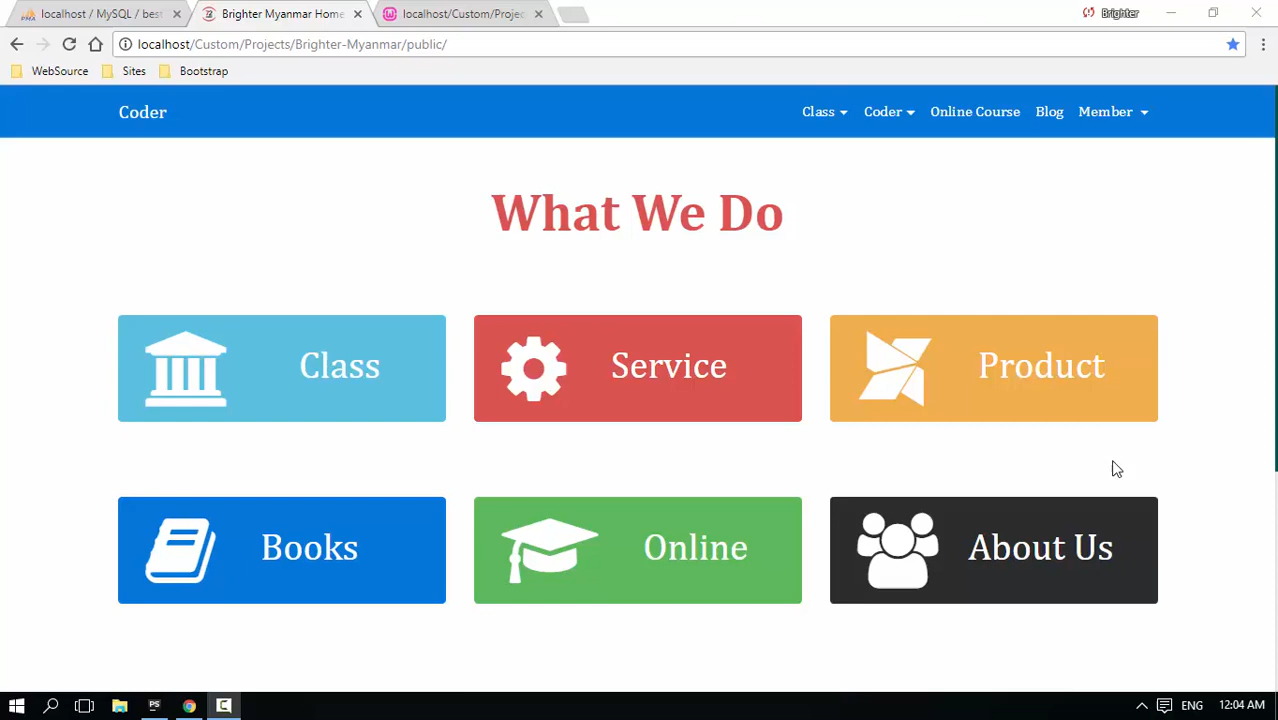 localhost / MySQL / best
Brighter Myanmar Home
localhost/Custom/Projec
Brighter
localhost/Custom/Projects/Brighter-Myanmar/public/
WebSource Sites Bootstrap
Coder Class Coder Online Course Blog Member
What We Do
Class Service Product
Books Online About Us
PS ENG 12:04 AM